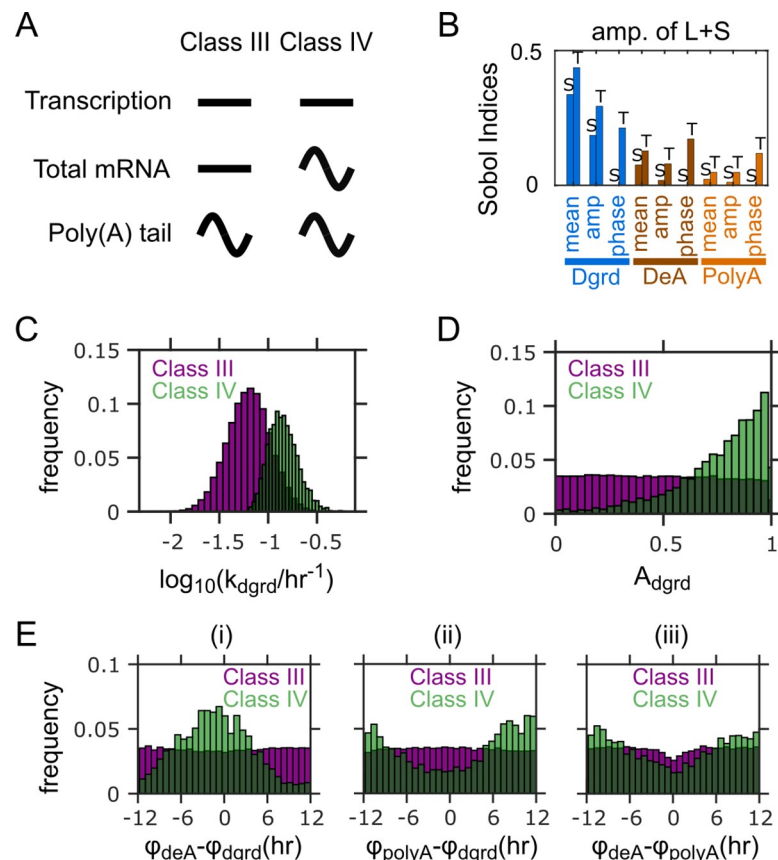 A
Class III Class IV
Transcription
Total mRNA
Poly(A) tail
B
amp. of L+S
Sobol Indices
0.5
0
S T S T S T S T S T S T S T S T S T
mean amp phase mean amp phase mean amp phase
Dgrd DeA PolyA
C
frequency
0.15
0.1
0.05
0
Class III
Class IV
-2 -1.5 -1 -0.5
log10(kdgrd/hr-1)
D
frequency
0.15
0.1
0.05
0
Class III
Class IV
0 0.5 1
Adgrd
E
(i) (ii) (iii)
frequency
0.1
0.05
0
Class III Class III Class III
Class IV Class IV Class IV
-12 -6 0 6 12 -12 -6 0 6 12 -12 -6 0 6 12
φdeA-φdgrd(hr) φpolyA-φdgrd(hr) φdeA-φpolyA(hr)